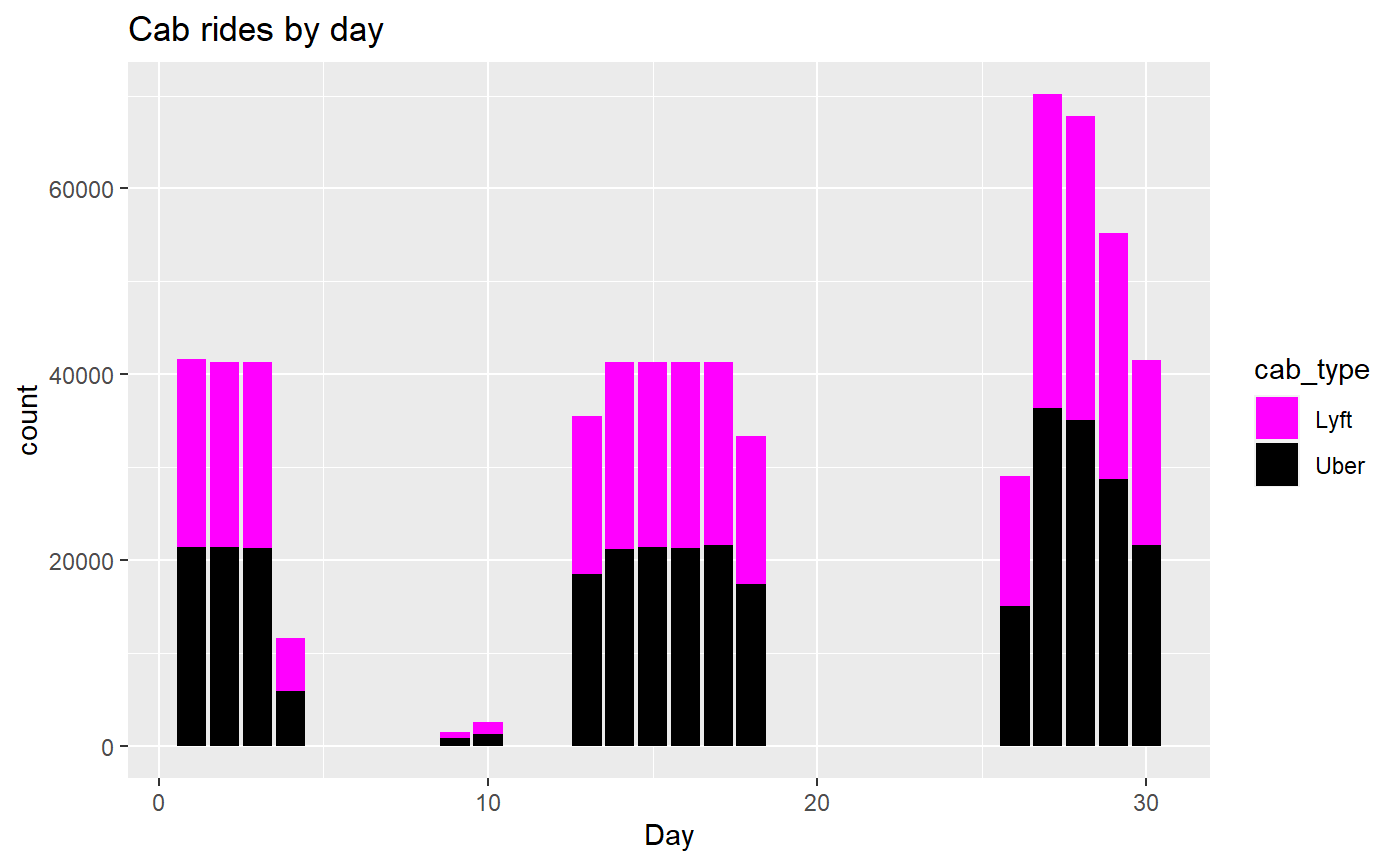 Cab rides by day
60000
40000
20000
0
count
0 10 20 30
Day
cab_type
Lyft
Uber